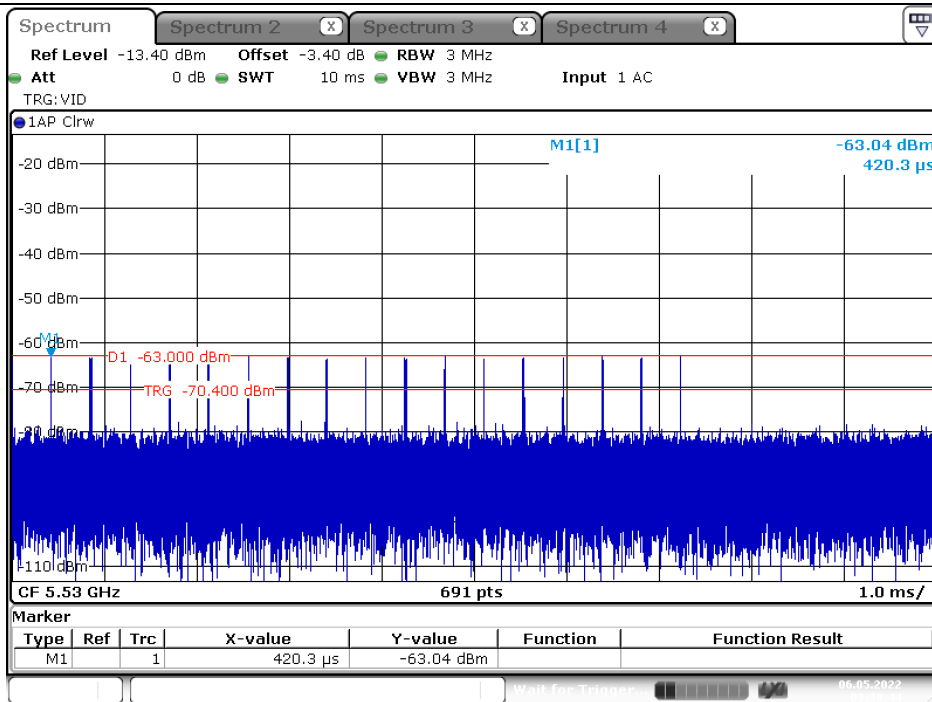 Spectrum Spectrum 2 X Spectrum 3 X Spectrum 4 X
Ref Level -13.40 dBm Offset -3.40 dB RBW 3 MHz
Att 0 dB SWT 10 ms VBW 3 MHz Input 1 AC
TRG:VID
1AP Clrw
M1[1] -63.04 dBm
420.3 µs
-20 dBm
-30 dBm
-40 dBm
-50 dBm
M1
-60 dBm
D1 -63.000 dBm
-70 dBm
TRG -70.400 dBm
-80 dBm
-110 dBm
CF 5.53 GHz 691 pts 1.0 ms/
Marker
Type Ref Trc X-value Y-value Function Function Result
M1 1 420.3 µs -63.04 dBm
Wait for Trigger... 06.05.2022